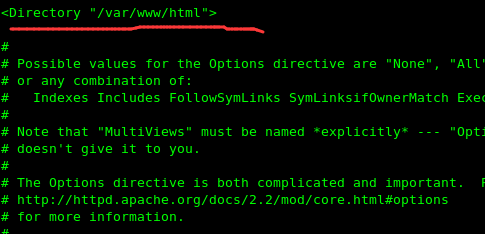 <Directory "/var/www/html">
#
# Possible values for the Options directive are "None", "All"
# or any combination of:
#   Indexes Includes FollowSymLinks SymLinksifOwnerMatch Exec
#
# Note that "MultiViews" must be named *explicitly* --- "Opti
# doesn't give it to you.
#
# The Options directive is both complicated and important.
# http://httpd.apache.org/docs/2.2/mod/core.html#options
# for more information.
#